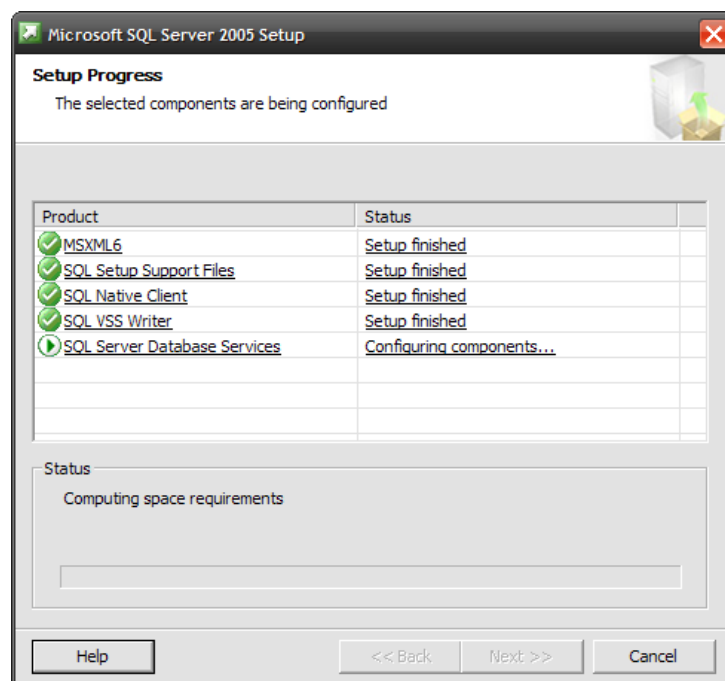 Microsoft SQL Server 2005 Setup
Setup Progress
The selected components are being configured
Product Status
MSXML6 Setup finished
SQL Setup Support Files Setup finished
SQL Native Client Setup finished
SQL VSS Writer Setup finished
SQL Server Database Services Configuring components...
Status
Computing space requirements
Help << Back Next >> Cancel